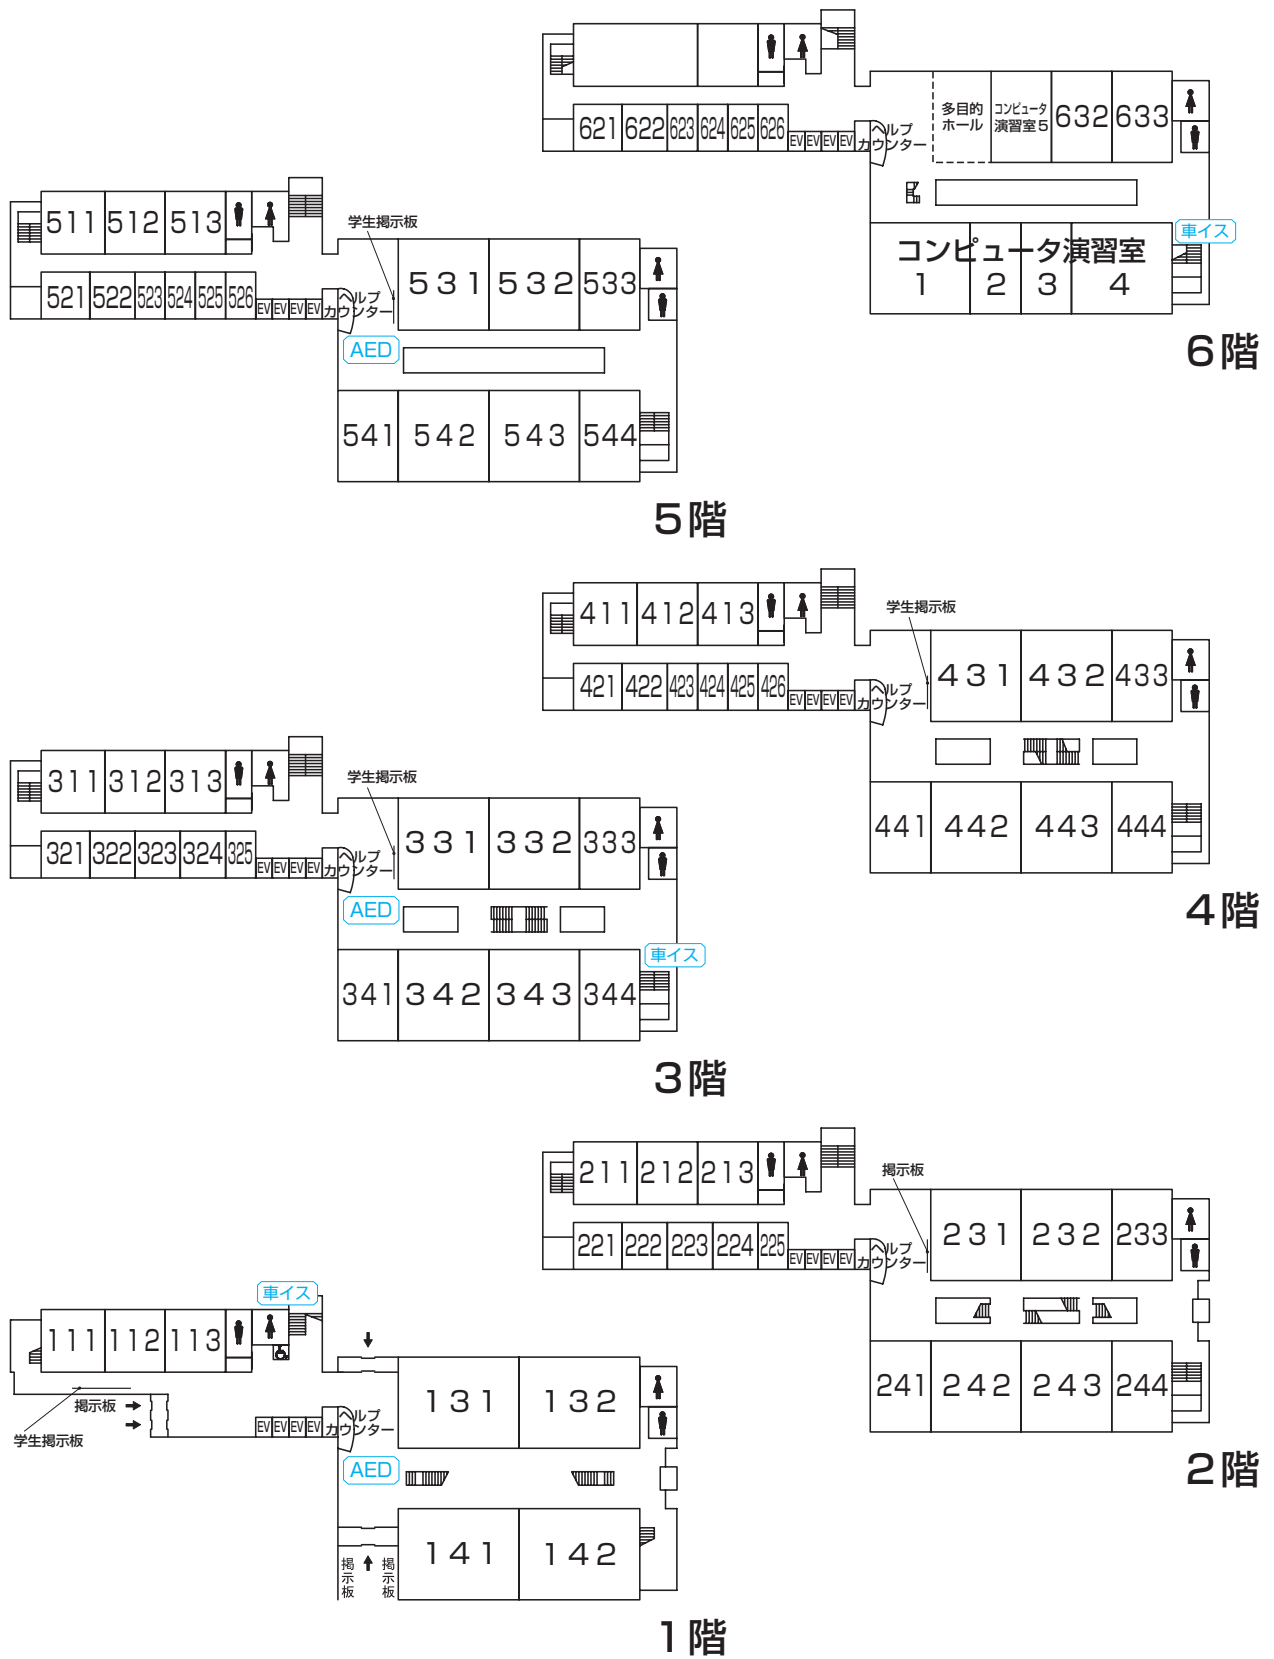 621 622 623 624 625 626
EV EV EV EV
ヘルプ
カウンター
多目的
ホール
コンピュータ
演習室5
632 633
コンピュータ演習室
1 2 3 4
車イス
6階
511 512 513
521 522 523 524 525 526
EV EV EV EV
ヘルプ
カウンター
学生掲示板
531 532 533
AED
541 542 543 544
5階
411 412 413
421 422 423 424 425 426
EV EV EV EV
ヘルプ
カウンター
学生掲示板
431 432 433
441 442 443 444
4階
311 312 313
321 322 323 324 325
EV EV EV EV
ヘルプ
カウンター
学生掲示板
331 332 333
AED
車イス
341 342 343 344
3階
211 212 213
221 222 223 224 225
EV EV EV EV
ヘルプ
カウンター
掲示板
231 232 233
241 242 243 244
2階
車イス
111 112 113
掲示板
学生掲示板
EV EV EV EV
ヘルプ
カウンター
131 132
AED
141 142
掲示板
掲示板
1階